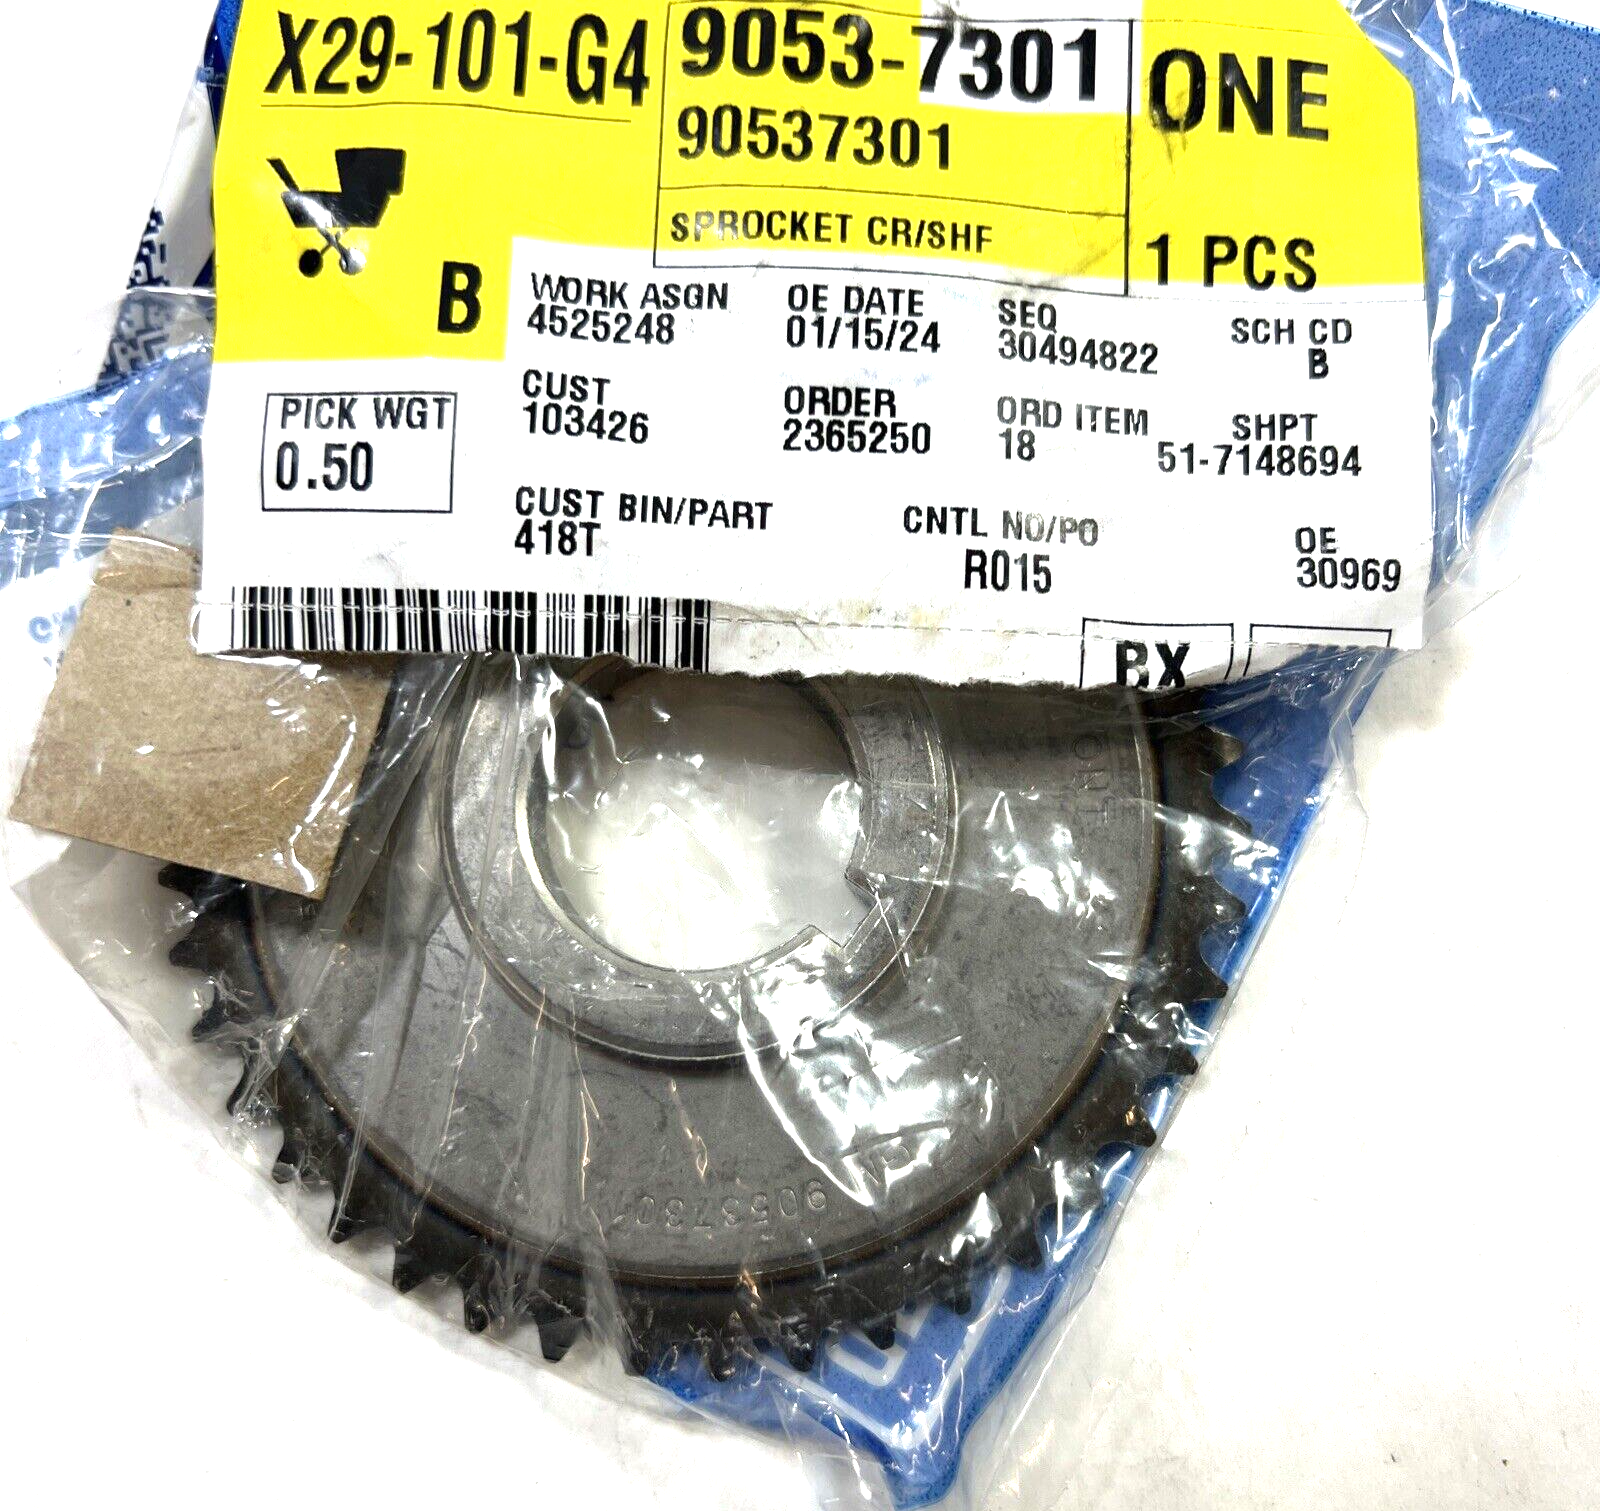 X29-101-G4
9053-7301
90537301
SPROCKET CR/SHF
ONE
1 PCS
B
WORK ASGN
4525248
OE DATE
01/15/24
SEQ
30494822
SCH CD
B
PICK WGT
0.50
CUST
103426
ORDER
2365250
ORD ITEM
18
SHPT
51-7148694
CUST BIN/PART
418T
CNTL NO/PO
R015
OE
30969
BX
90537301